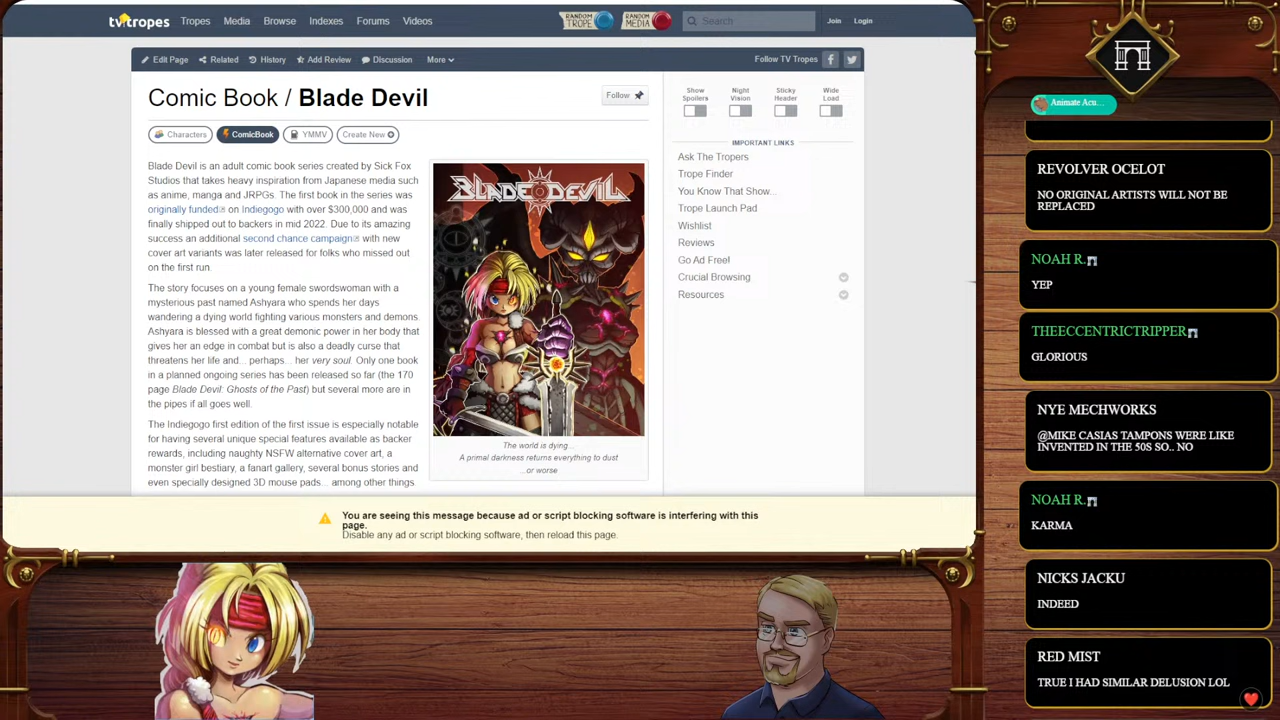 tvtropes Tropes Media Browse Indexes Forums Videos RANDOM TROPE RANDOM MEDIA Search Join Login
Edit Page Related History Add Review Discussion More Follow TV Tropes
Comic Book / Blade Devil
Follow
Characters ComicBook YMMV Create New
Blade Devil is an adult comic book series created by Sick Fox
Studios that takes heavy inspiration from Japanese media such
as anime, manga and JRPGs. The first book in the series was
originally funded on Indiegogo with over $300,000 and was
finally shipped out to backers in mid 2022. Due to its amazing
success an additional second chance campaign with new
cover art variants was later released for folks who missed out
on the first run.
The story focuses on a young female swordswoman with a
mysterious past named Ashyara who spends her days
wandering a dying world fighting various monsters and demons.
Ashyara is blessed with a great demonic power in her body that
gives her an edge in combat but is also a deadly curse that
threatens her life and... perhaps... her very soul. Only one book
in a planned ongoing series has been released so far (the 170
page Blade Devil: Ghosts of the Past) but several more are in
the pipes if all goes well.
The Indiegogo first edition of the first issue is especially notable
for having several unique special features available as backer
rewards, including naughty NSFW alternative cover art, a
monster girl bestiary, a fanart gallery, several bonus stories and
even specially designed 3D mouse pads... among other things.
BLADE DEVIL
The world is dying...
A primal darkness returns everything to dust
...or worse
Show Spoilers
Night Vision
Sticky Header
Wide Load
IMPORTANT LINKS
Ask The Tropers
Trope Finder
You Know That Show...
Trope Launch Pad
Wishlist
Reviews
Go Ad Free!
Crucial Browsing
Resources
You are seeing this message because ad or script blocking software is interfering with this
page.
Disable any ad or script blocking software, then reload this page.
Animate Acu...
REVOLVER OCELOT
NO ORIGINAL ARTISTS WILL NOT BE
REPLACED
NOAH R.
YEP
THEECCENTRICTRIPPER
GLORIOUS
NYE MECHWORKS
@MIKE CASIAS TAMPONS WERE LIKE
INVENTED IN THE 50S SO.. NO
NOAH R.
KARMA
NICKS JACKU
INDEED
RED MIST
TRUE I HAD SIMILAR DELUSION LOL